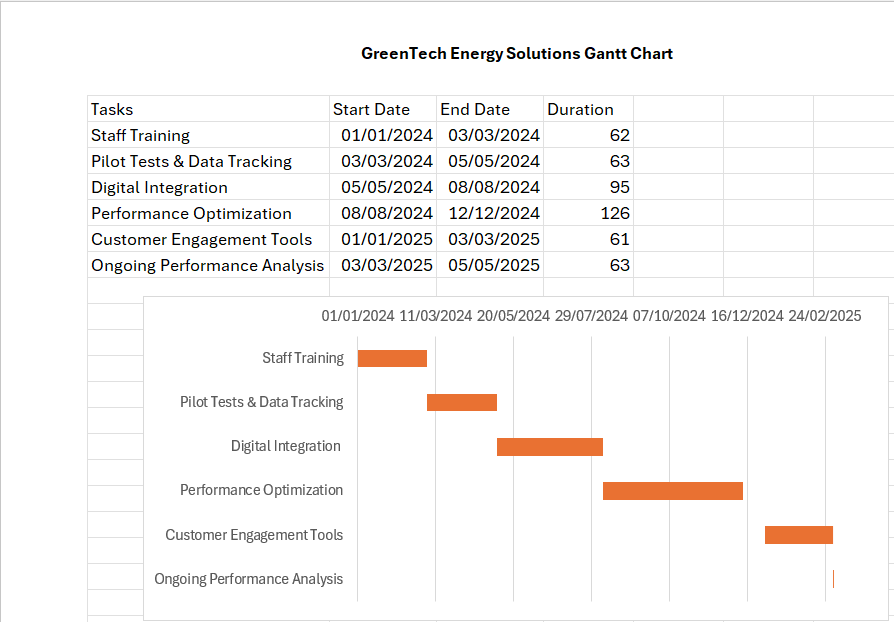 GreenTech Energy Solutions Gantt Chart
Tasks Start Date End Date Duration
Staff Training 01/01/2024 03/03/2024 62
Pilot Tests & Data Tracking 03/03/2024 05/05/2024 63
Digital Integration 05/05/2024 08/08/2024 95
Performance Optimization 08/08/2024 12/12/2024 126
Customer Engagement Tools 01/01/2025 03/03/2025 61
Ongoing Performance Analysis 03/03/2025 05/05/2025 63
01/01/2024 11/03/2024 20/05/2024 29/07/2024 07/10/2024 16/12/2024 24/02/2025
Staff Training
Pilot Tests & Data Tracking
Digital Integration
Performance Optimization
Customer Engagement Tools
Ongoing Performance Analysis